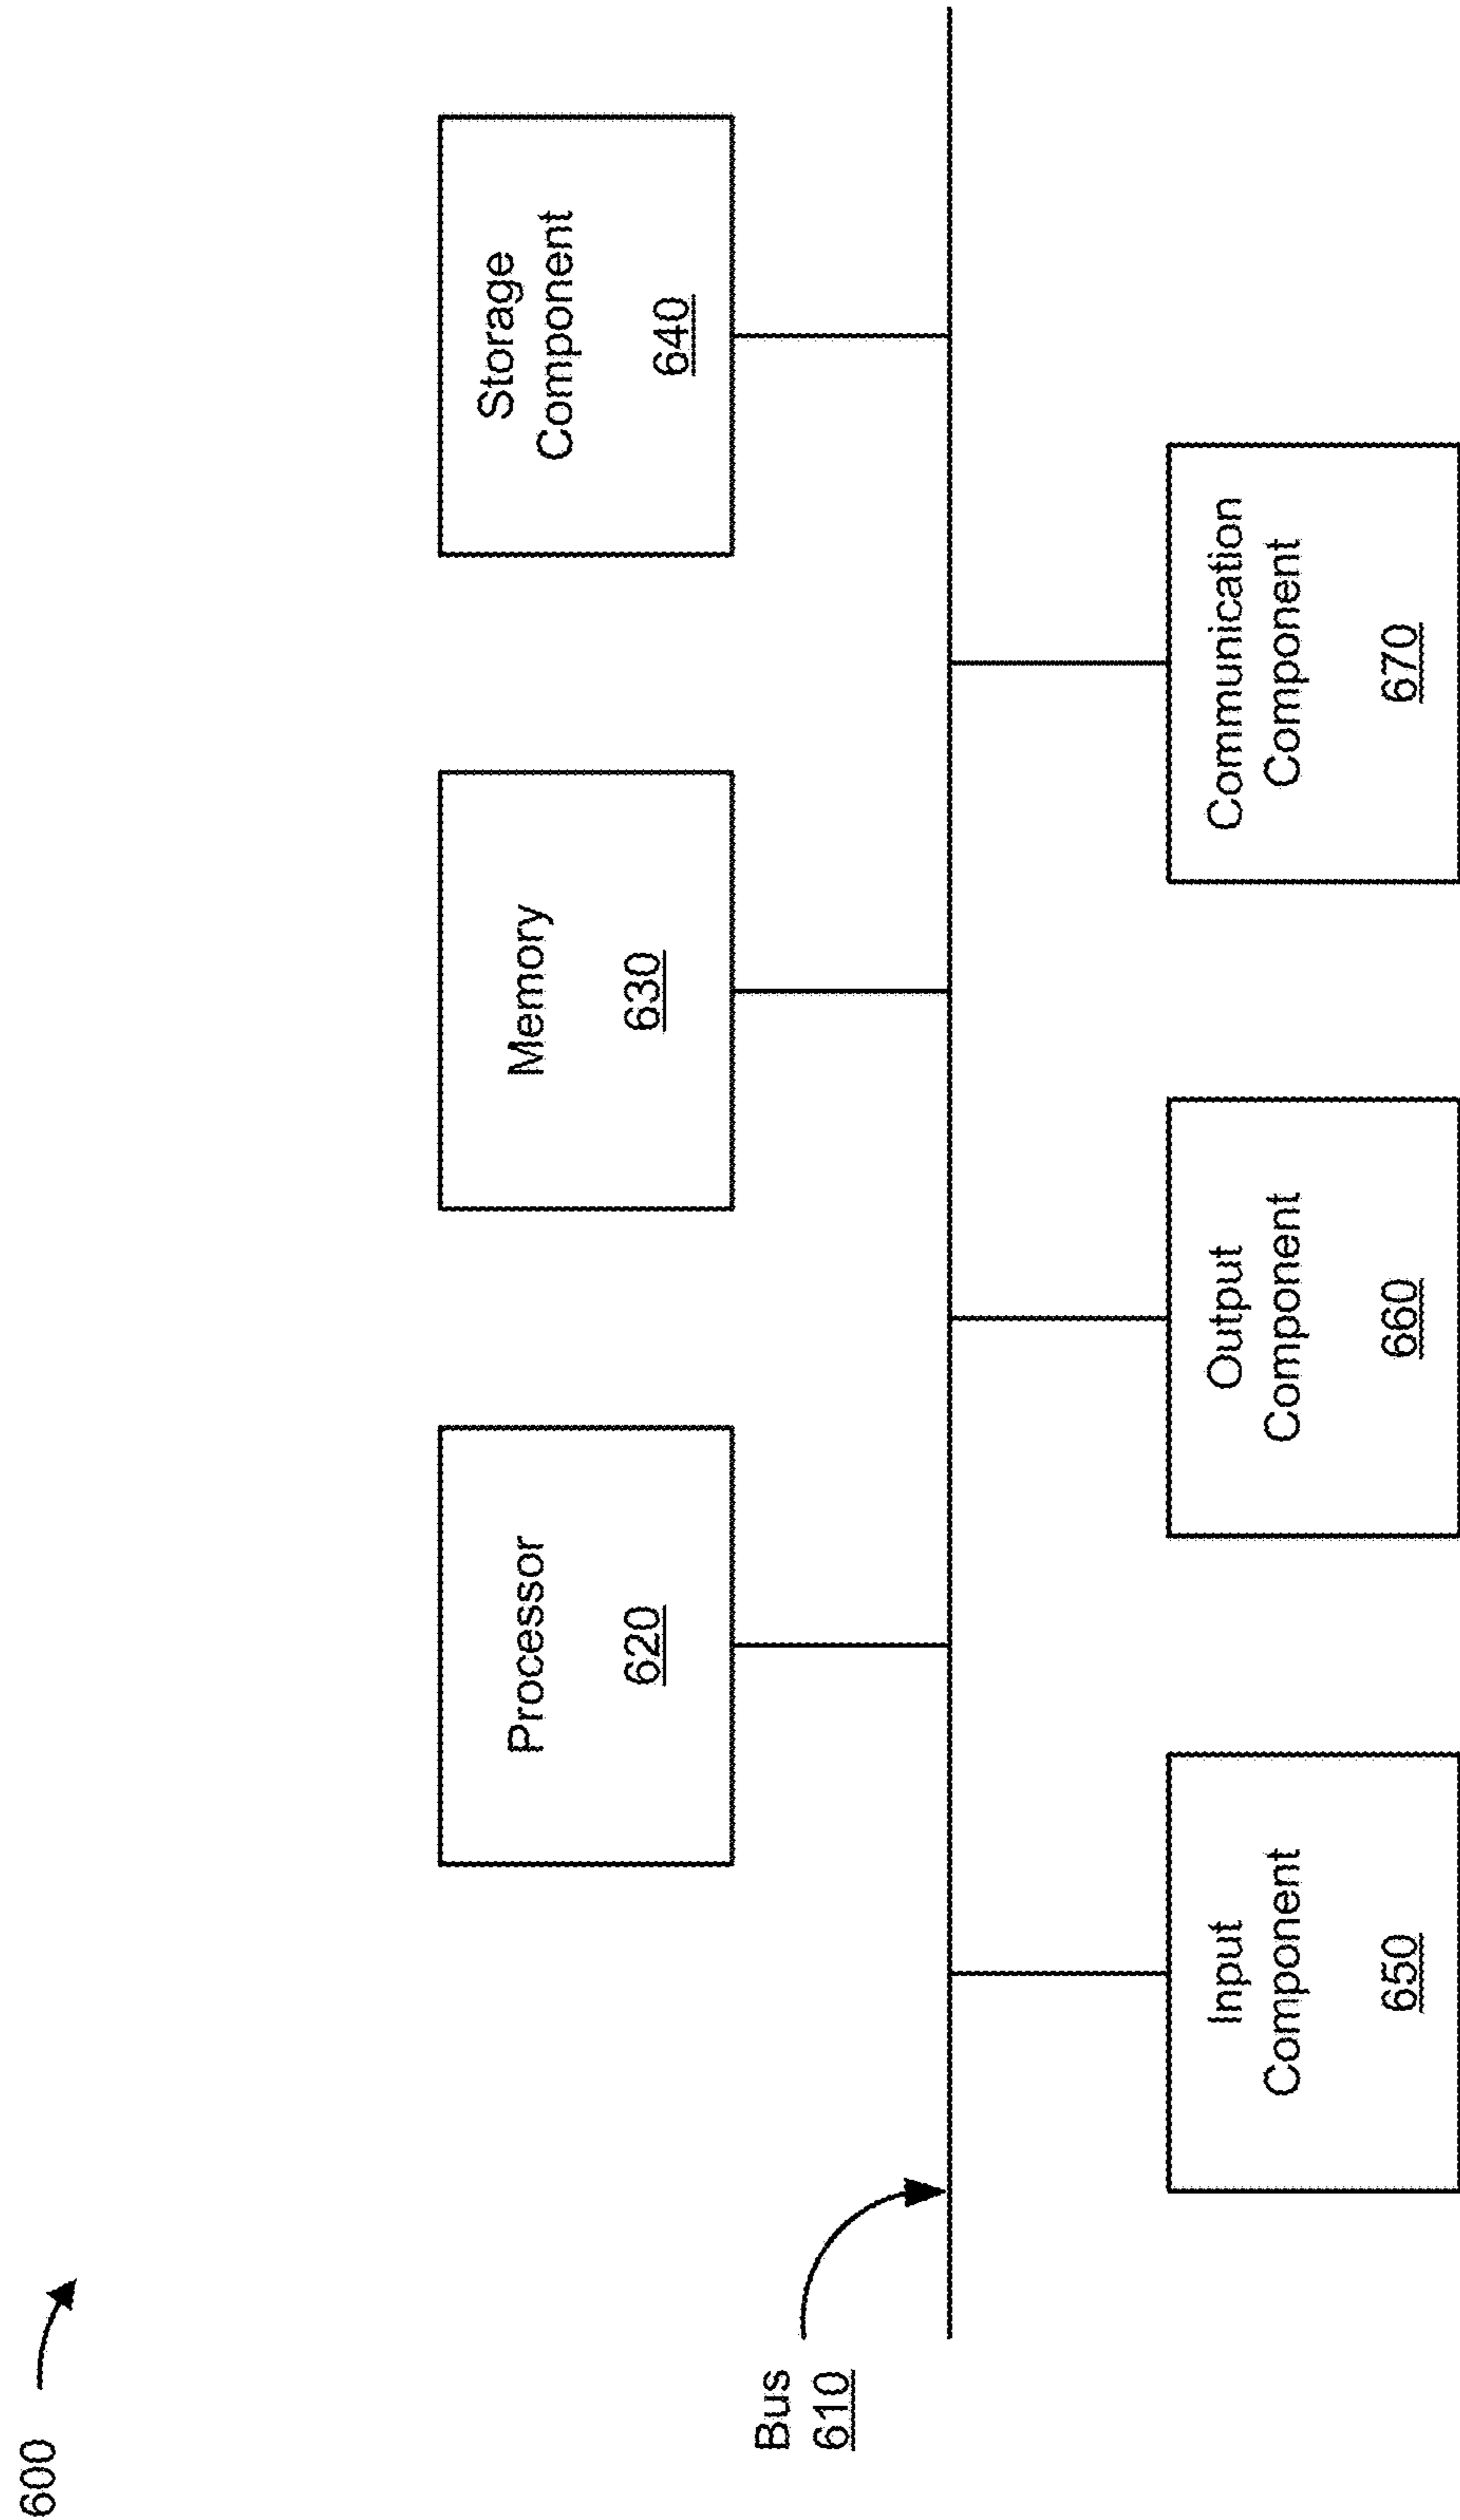 600
Processor
620
Memory
630
Storage
Component
640
Bus
610
Input
Component
650
Output
Component
660
Communication
Component
670